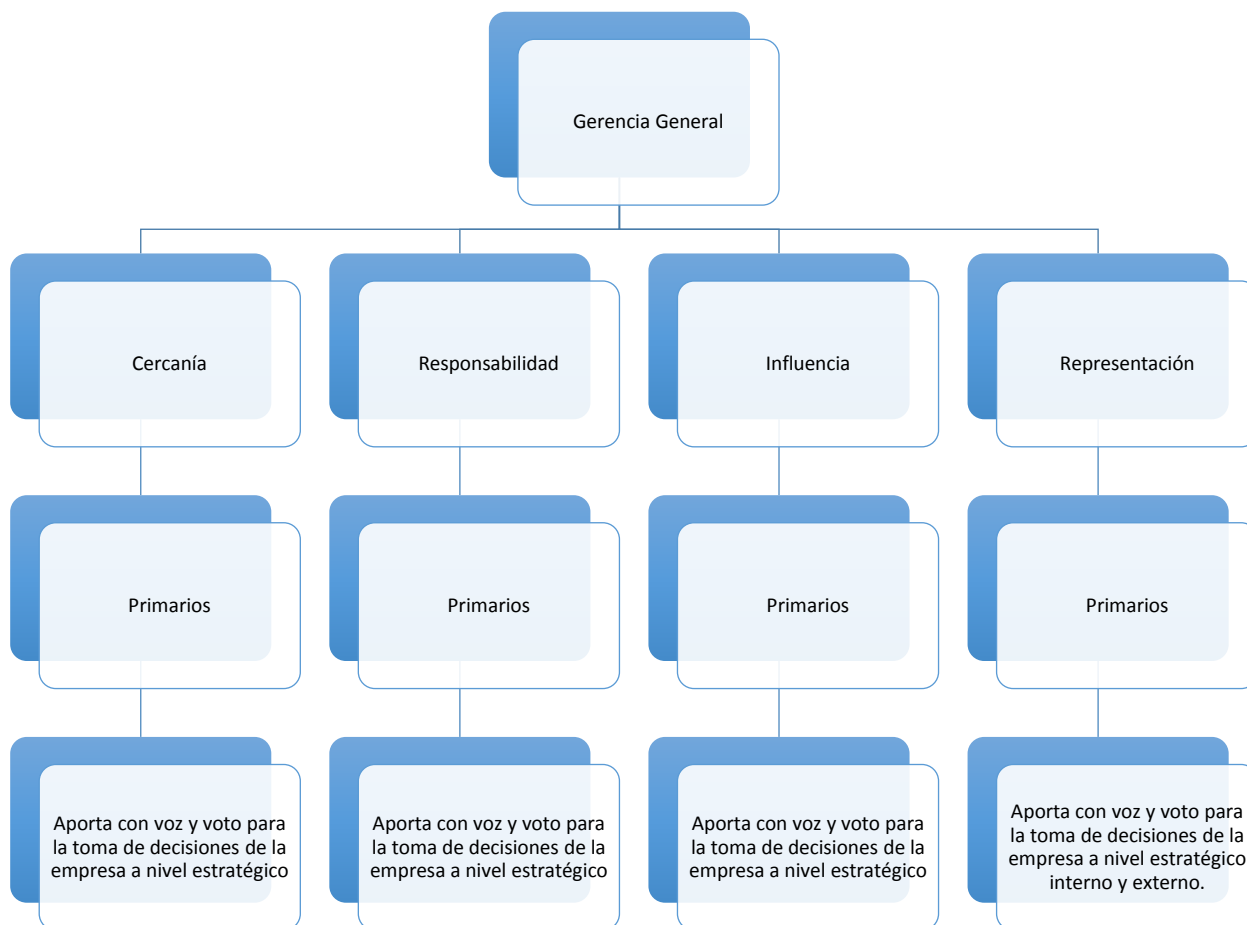 Gerencia General
Cercanía
Responsabilidad
Influencia
Representación
Primarios
Primarios
Primarios
Primarios
Aporta con voz y voto para
la toma de decisiones de la
empresa a nivel estratégico
Aporta con voz y voto para
la toma de decisiones de la
empresa a nivel estratégico
Aporta con voz y voto para
la toma de decisiones de la
empresa a nivel estratégico
Aporta con voz y voto para
la toma de decisiones de la
empresa a nivel estratégico
interno y externo.